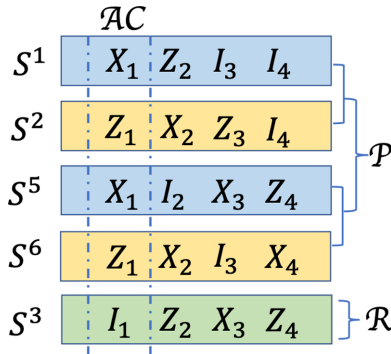 𝒜𝒞
S¹ X₁ Z₂ I₃ I₄
S² Z₁ X₂ Z₃ I₄
𝒫
S⁵ X₁ I₂ X₃ Z₄
S⁶ Z₁ X₂ I₃ X₄
S³ I₁ Z₂ X₃ Z₄ ℛ